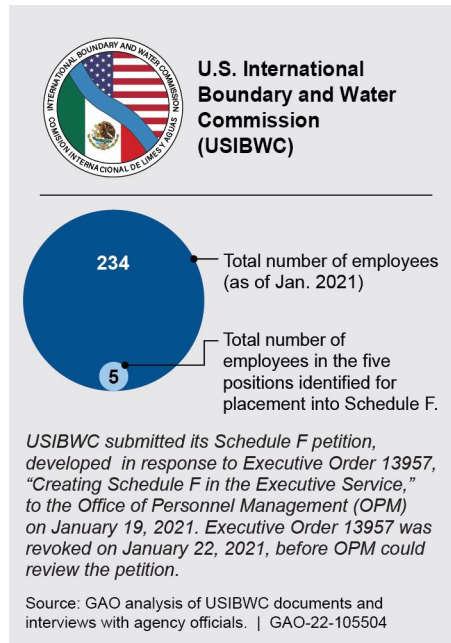 INTERNATIONAL BOUNDARY AND WATER COMMISSION
COMISION INTERNACIONAL DE LIMITES Y AGUAS
U.S. International
Boundary and Water
Commission
(USIBWC)
234
Total number of employees
(as of Jan. 2021)
Total number of
employees in the five
positions identified for
placement into Schedule F.
5
USIBWC submitted its Schedule F petition,
developed in response to Executive Order 13957,
“Creating Schedule F in the Executive Service,”
to the Office of Personnel Management (OPM)
on January 19, 2021. Executive Order 13957 was
revoked on January 22, 2021, before OPM could
review the petition.
Source: GAO analysis of USIBWC documents and
interviews with agency officials. | GAO-22-105504